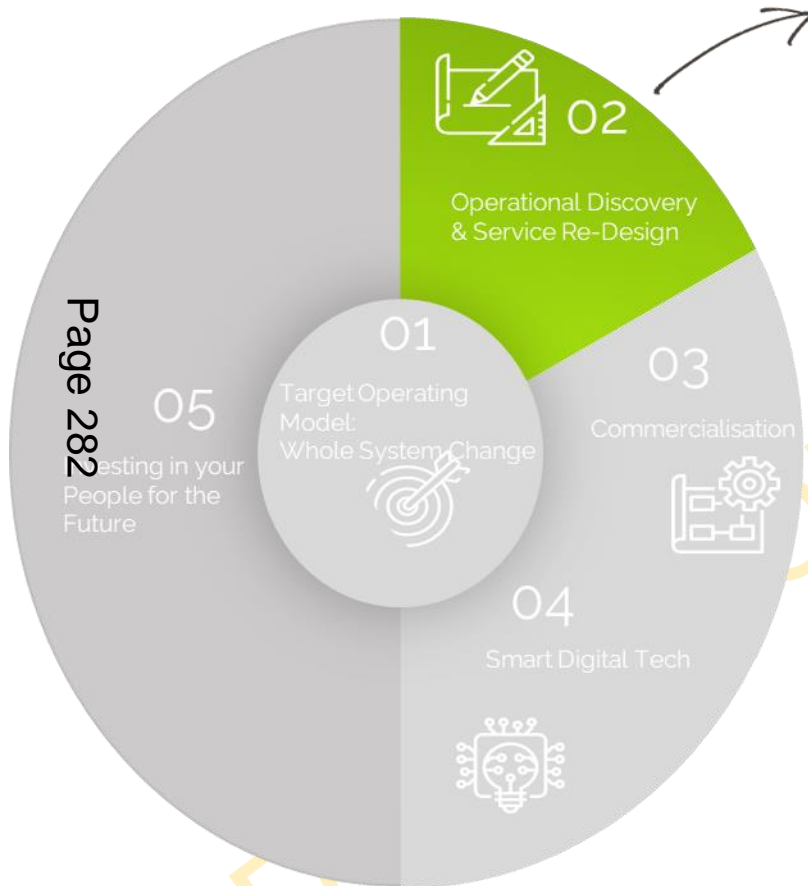 02
Operational Discovery
& Service Re-Design
01
Target Operating
Model:
Whole System Change
03
Commercialisation
04
Smart Digital Tech
05
in your
People for the
Future
Page 282